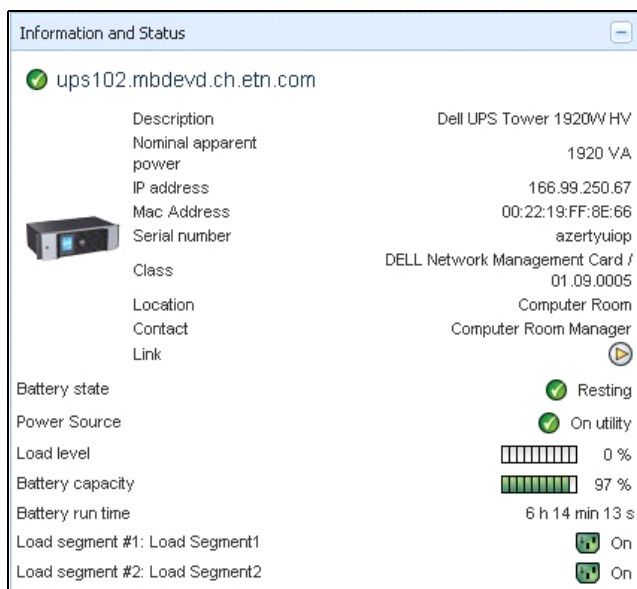 Information and Status
ups102.mbdevd.ch.etn.com
Description Dell UPS Tower 1920W HV
Nominal apparent
power 1920 VA
IP address 166.99.250.67
Mac Address 00:22:19:FF:8E:66
Serial number azertyuiop
Class DELL Network Management Card /
01.09.0005
Location Computer Room
Contact Computer Room Manager
Link
Battery state Resting
Power Source On utility
Load level 0 %
Battery capacity 97 %
Battery run time 6 h 14 min 13 s
Load segment #1: Load Segment1 On
Load segment #2: Load Segment2 On